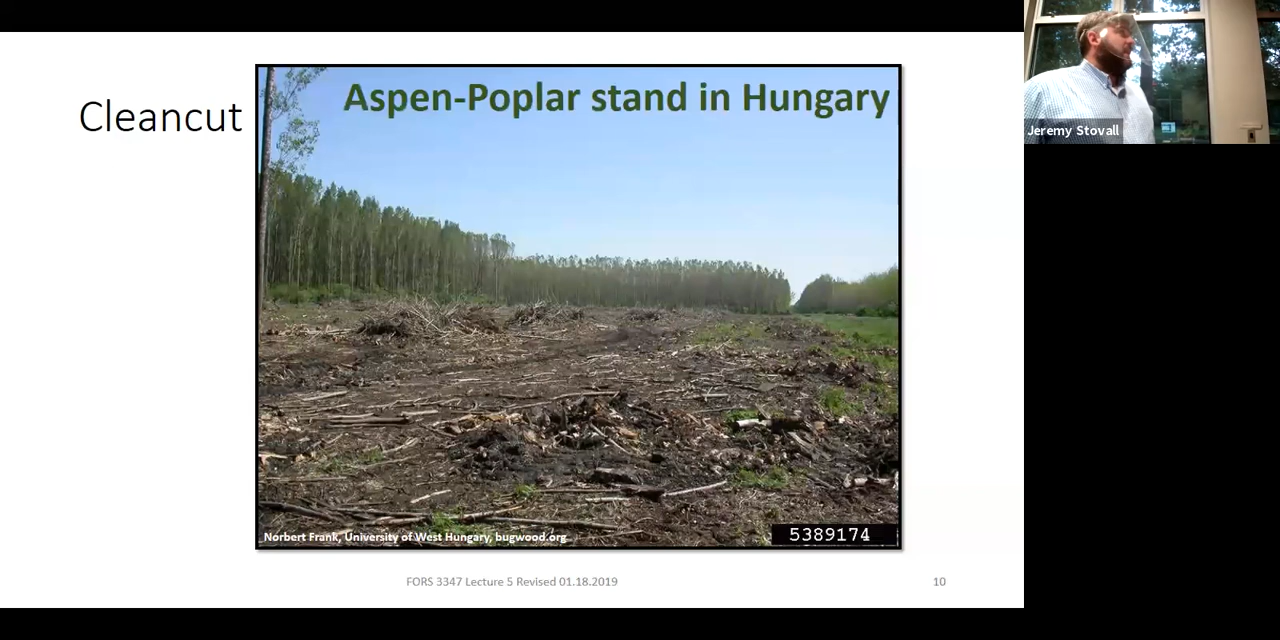 Cleancut
Aspen-Poplar stand in Hungary
Jeremy Stovall
Norbert Frank, University of West Hungary, bugwood.org
5389174
FORS 3347 Lecture 5 Revised 01.18.2019
10